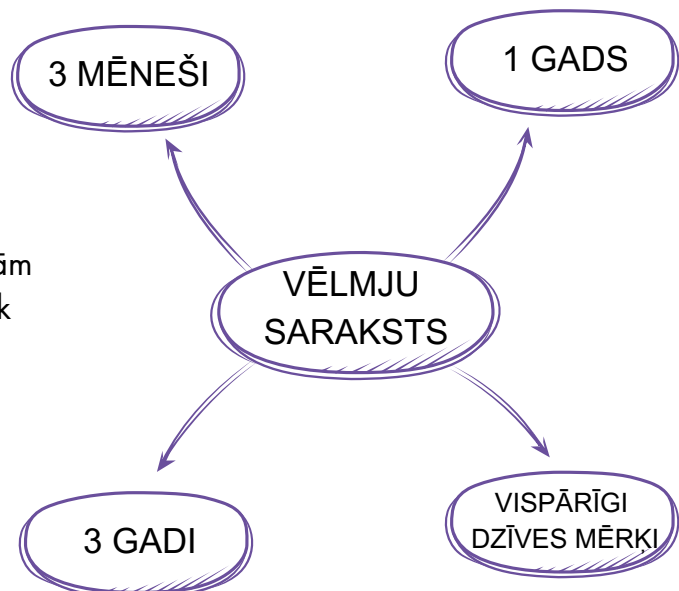 3 MĒNEŠI
1 GADS
VĒLMJU
SARAKSTS
3 GADI
VISPĀRĪGI
DZĪVES MĒRĶI